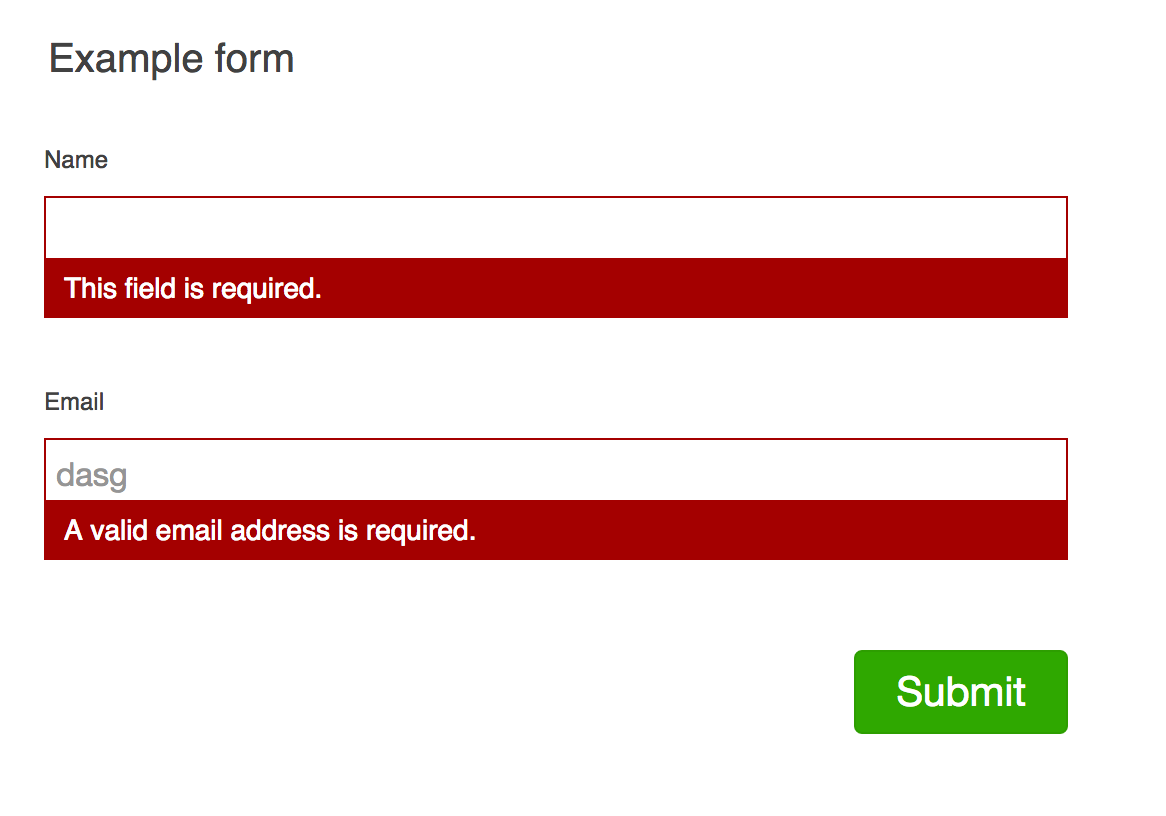 Example form
Name
This field is required.
Email
dasg
A valid email address is required.
Submit